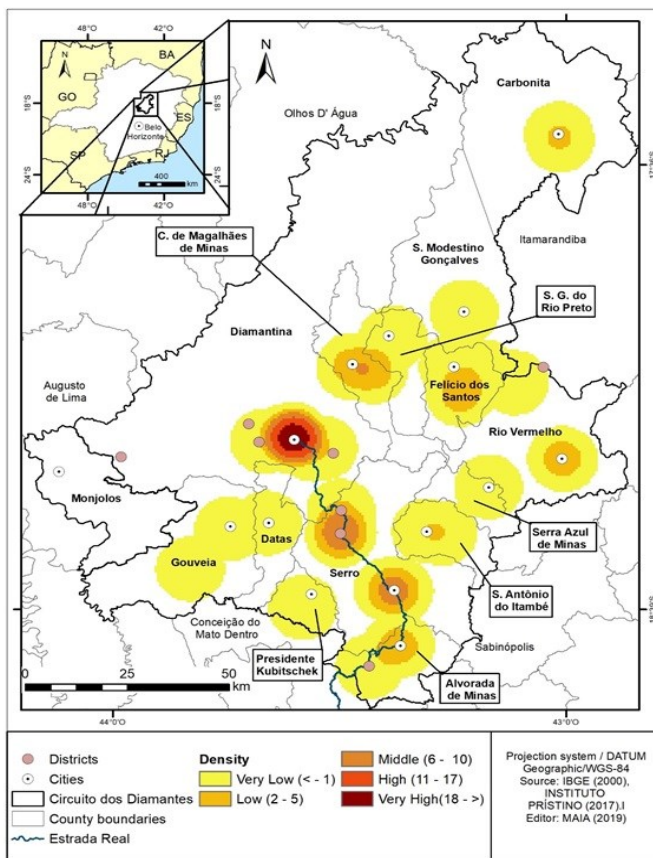 48°O
42°O
N
BA
GO
18°S
18°S
ES
Belo
Horizonte
SP
RJ
24°S
24°S
400
km
48°O
42°O
N
Carbonita
Olhos D' Água
17°36'S
Itamarandiba
C. de Magalhães
de Minas
S. Modestino
Gonçalves
S. G. do
Rio Preto
Diamantina
Augusto
de Lima
Felício dos
Santos
Rio Vermelho
Monjolos
Serra Azul
de Minas
Datas
Gouveia
Serro
S. Antônio
do Itambé
Conceição do
Mato Dentro
Sabinópolis
Presidente
Kubitschek
Alvorada
de Minas
0 25 50
km
44°0'O
43°0'O
Districts
Cities
Circuito dos Diamantes
County boundaries
Estrada Real
Density
Very Low (< - 1)
Low (2 - 5)
Middle (6 - 10)
High (11 - 17)
Very High(18 - >)
Projection system / DATUM
Geographic/WGS-84
Source: IBGE (2000),
INSTITUTO
PRÍSTINO (2017).I
Editor: MAIA (2019)